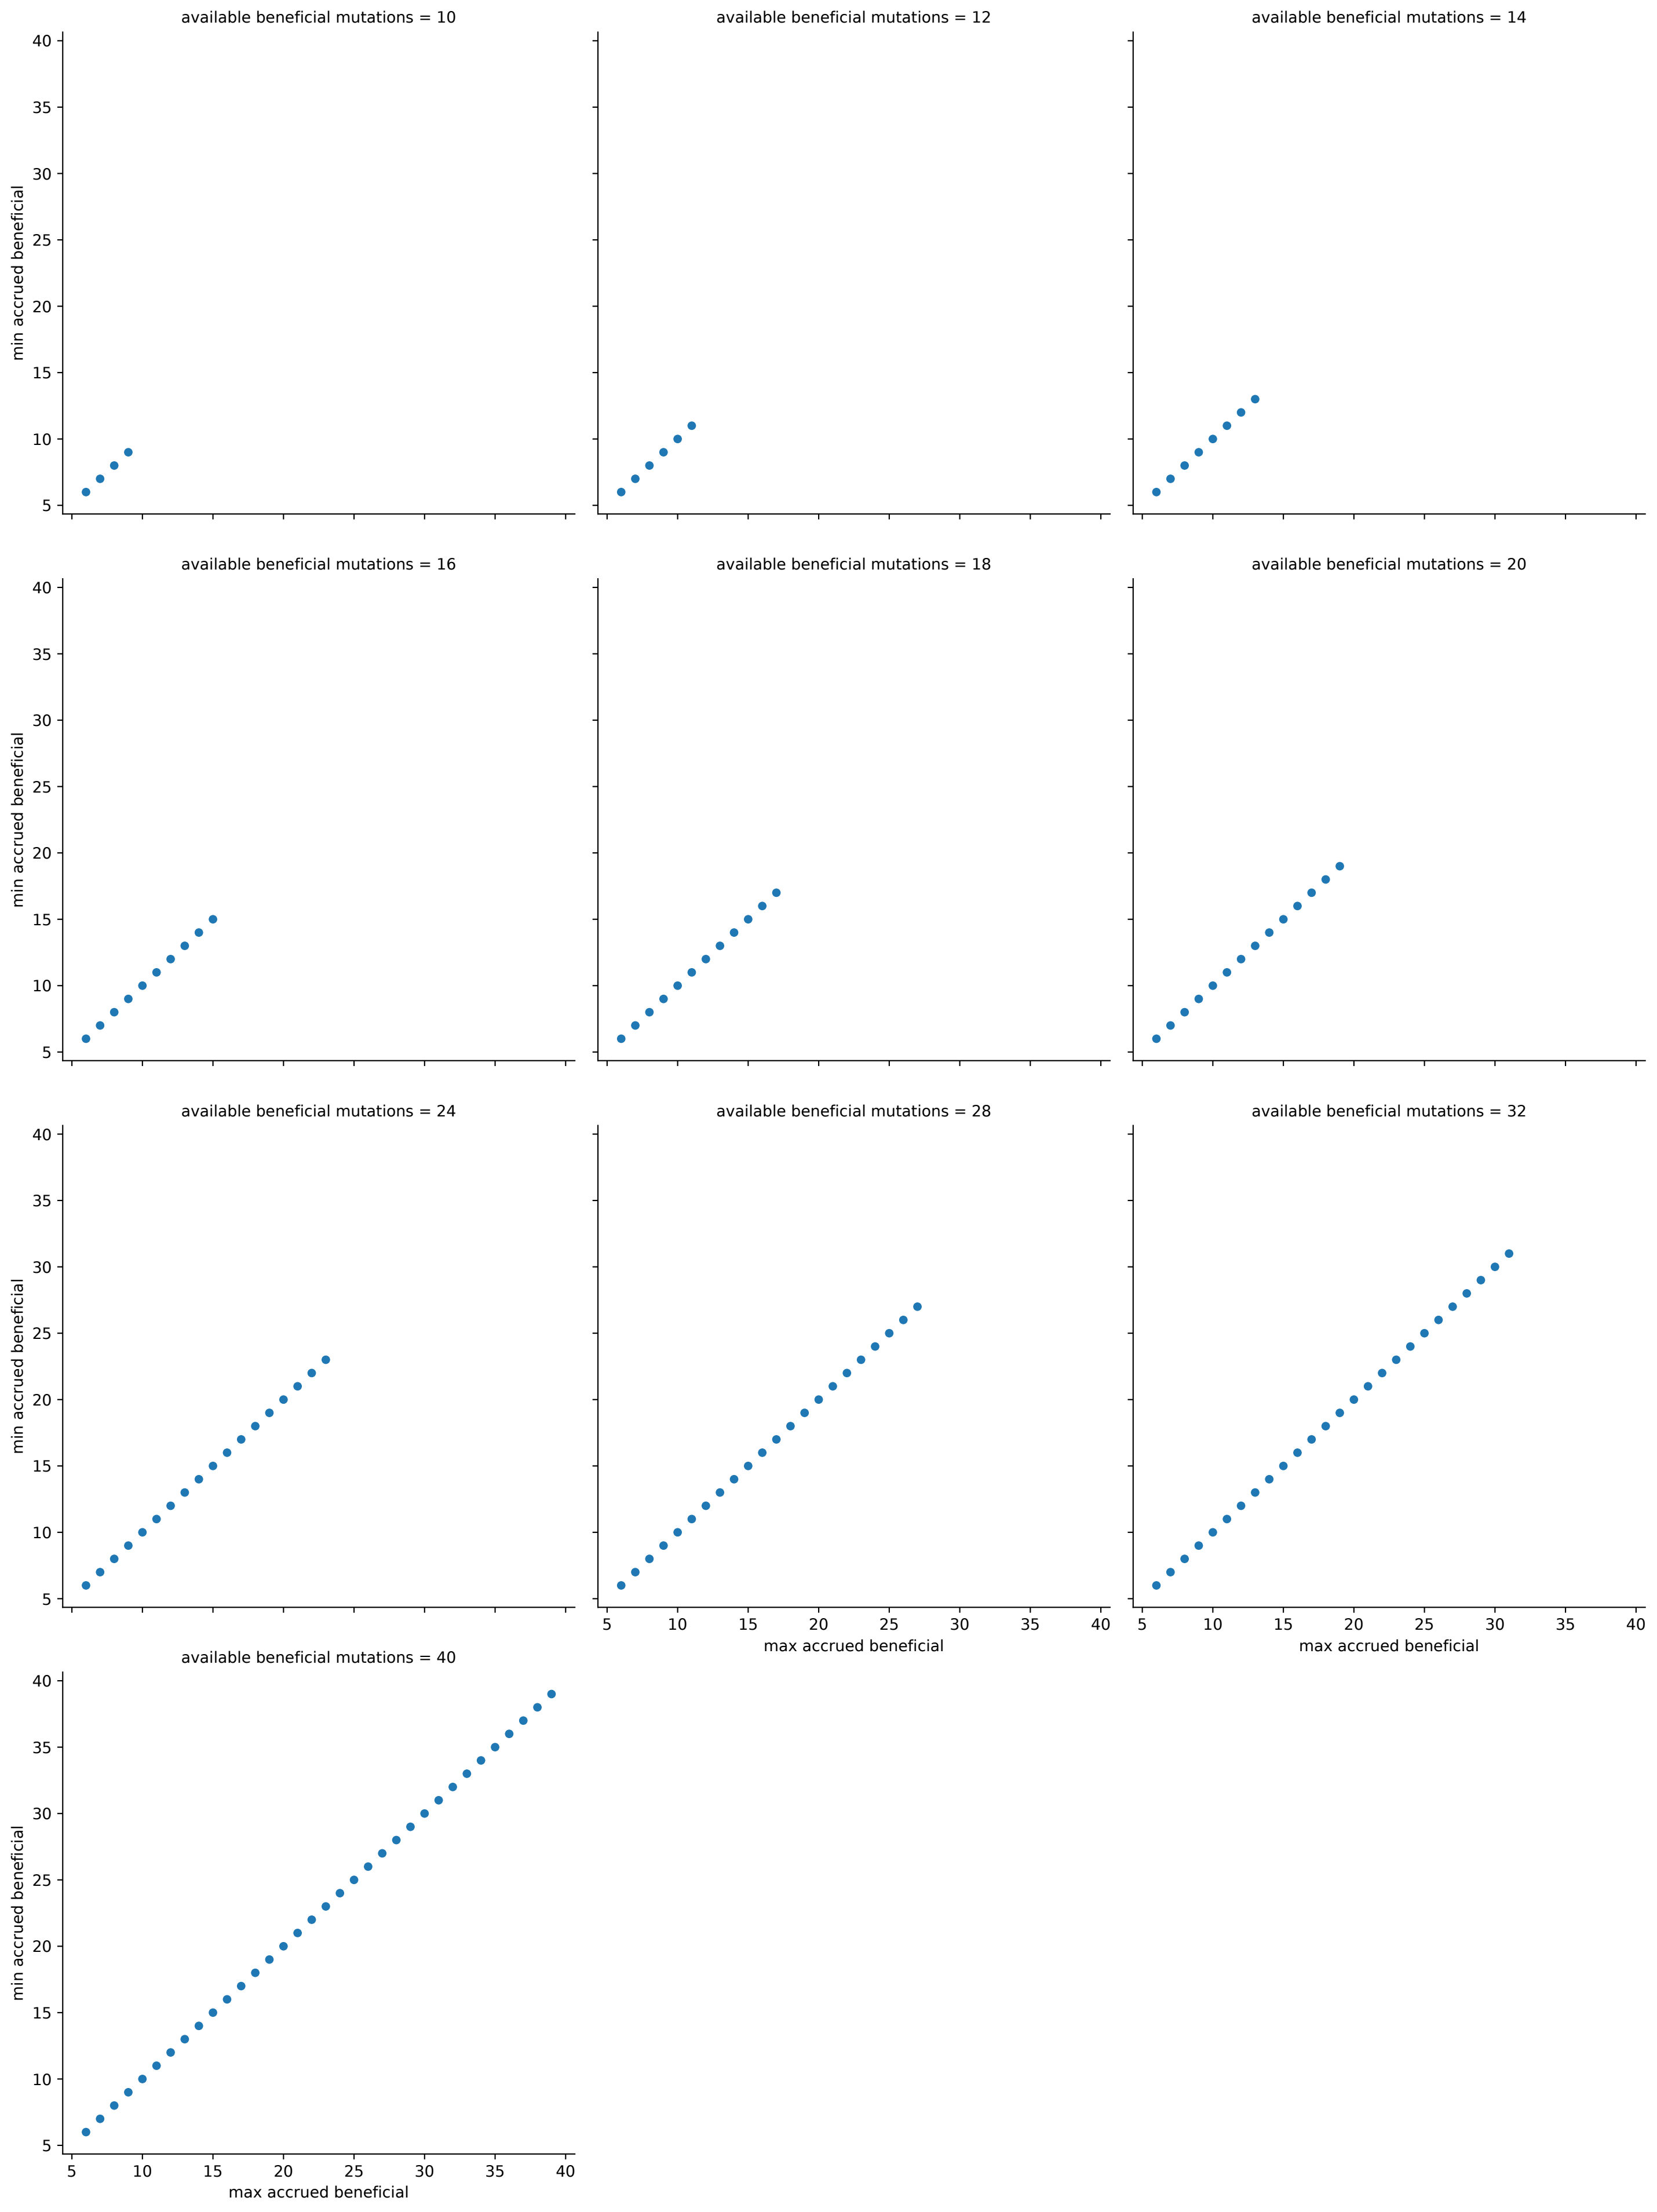 available beneficial mutations = 10
available beneficial mutations = 12
available beneficial mutations = 14
40
35
30
25
20
15
10
5
min accrued beneficial
available beneficial mutations = 16
available beneficial mutations = 18
available beneficial mutations = 20
40
35
30
25
20
15
10
5
min accrued beneficial
available beneficial mutations = 24
available beneficial mutations = 28
available beneficial mutations = 32
40
35
30
25
20
15
10
5
min accrued beneficial
5 10 15 20 25 30 35 40
max accrued beneficial
5 10 15 20 25 30 35 40
max accrued beneficial
available beneficial mutations = 40
40
35
30
25
20
15
10
5
min accrued beneficial
5 10 15 20 25 30 35 40
max accrued beneficial